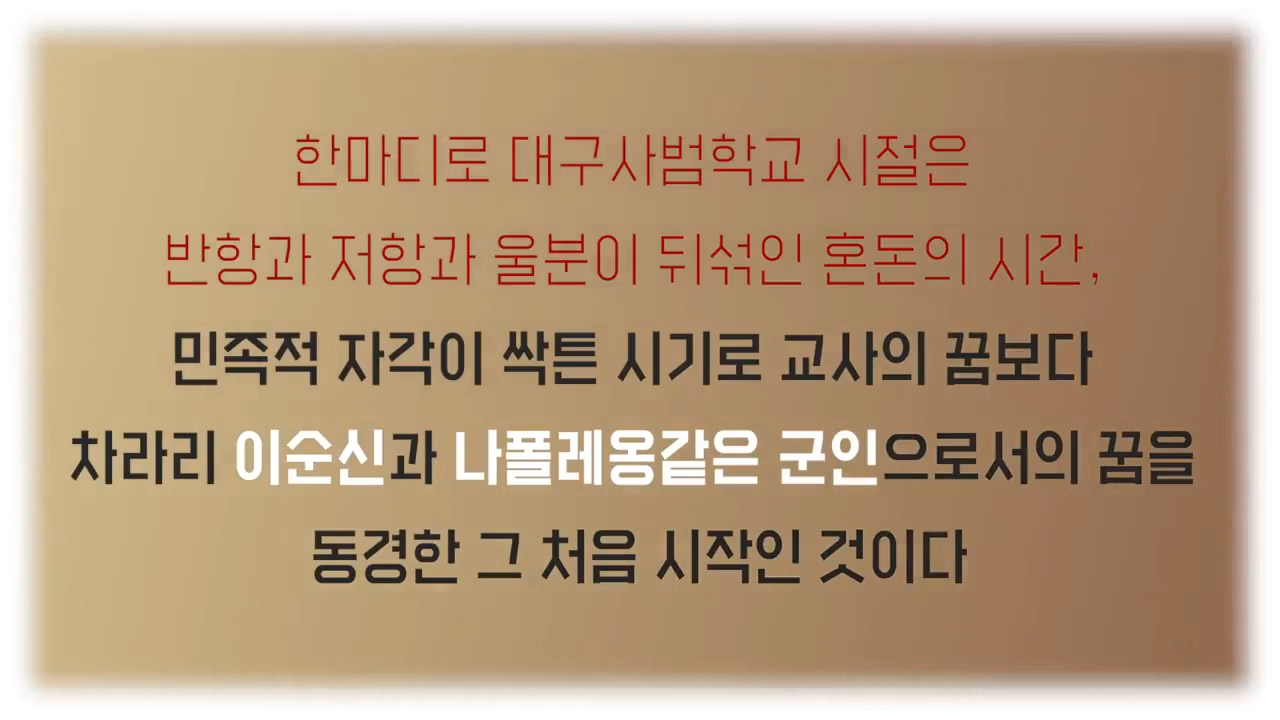 한마디로 대구사범학교 시절은
반항과 저항과 울분이 뒤섞인 혼돈의 시간,
민족적 자각이 싹튼 시기로 교사의 꿈보다
차라리 이순신과 나폴레옹같은 군인으로서의 꿈을
동경한 그 처음 시작인 것이다